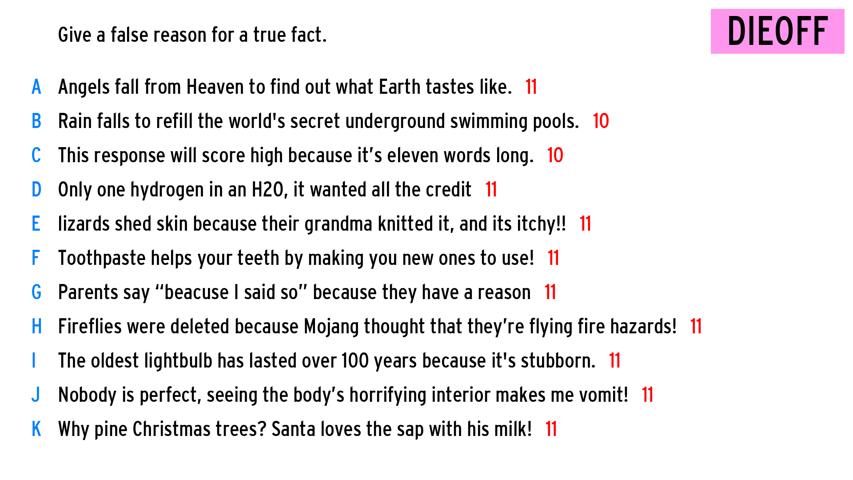 Give a false reason for a true fact.
DIEOFF
A Angels fall from Heaven to find out what Earth tastes like. 11
B Rain falls to refill the world's secret underground swimming pools. 10
C This response will score high because it’s eleven words long. 10
D Only one hydrogen in an H2O, it wanted all the credit 11
E lizards shed skin because their grandma knitted it, and its itchy!! 11
F Toothpaste helps your teeth by making you new ones to use! 11
G Parents say “beacuse I said so” because they have a reason 11
H Fireflies were deleted because Mojang thought that they’re flying fire hazards! 11
I The oldest lightbulb has lasted over 100 years because it's stubborn. 11
J Nobody is perfect, seeing the body’s horrifying interior makes me vomit! 11
K Why pine Christmas trees? Santa loves the sap with his milk! 11